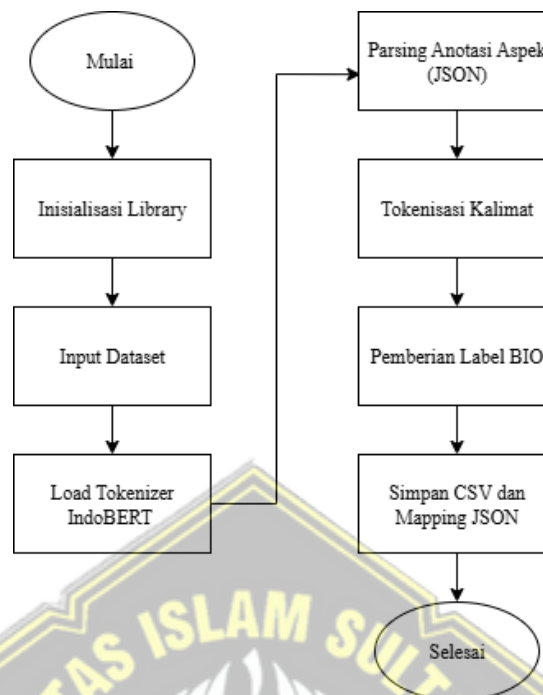 Mulai
Inisialisasi Library
Input Dataset
Load Tokenizer
IndoBERT
Parsing Anotasi Aspek
(JSON)
Tokenisasi Kalimat
Pemberian Label BIO
Simpan CSV dan
Mapping JSON
Selesai
ISLAM